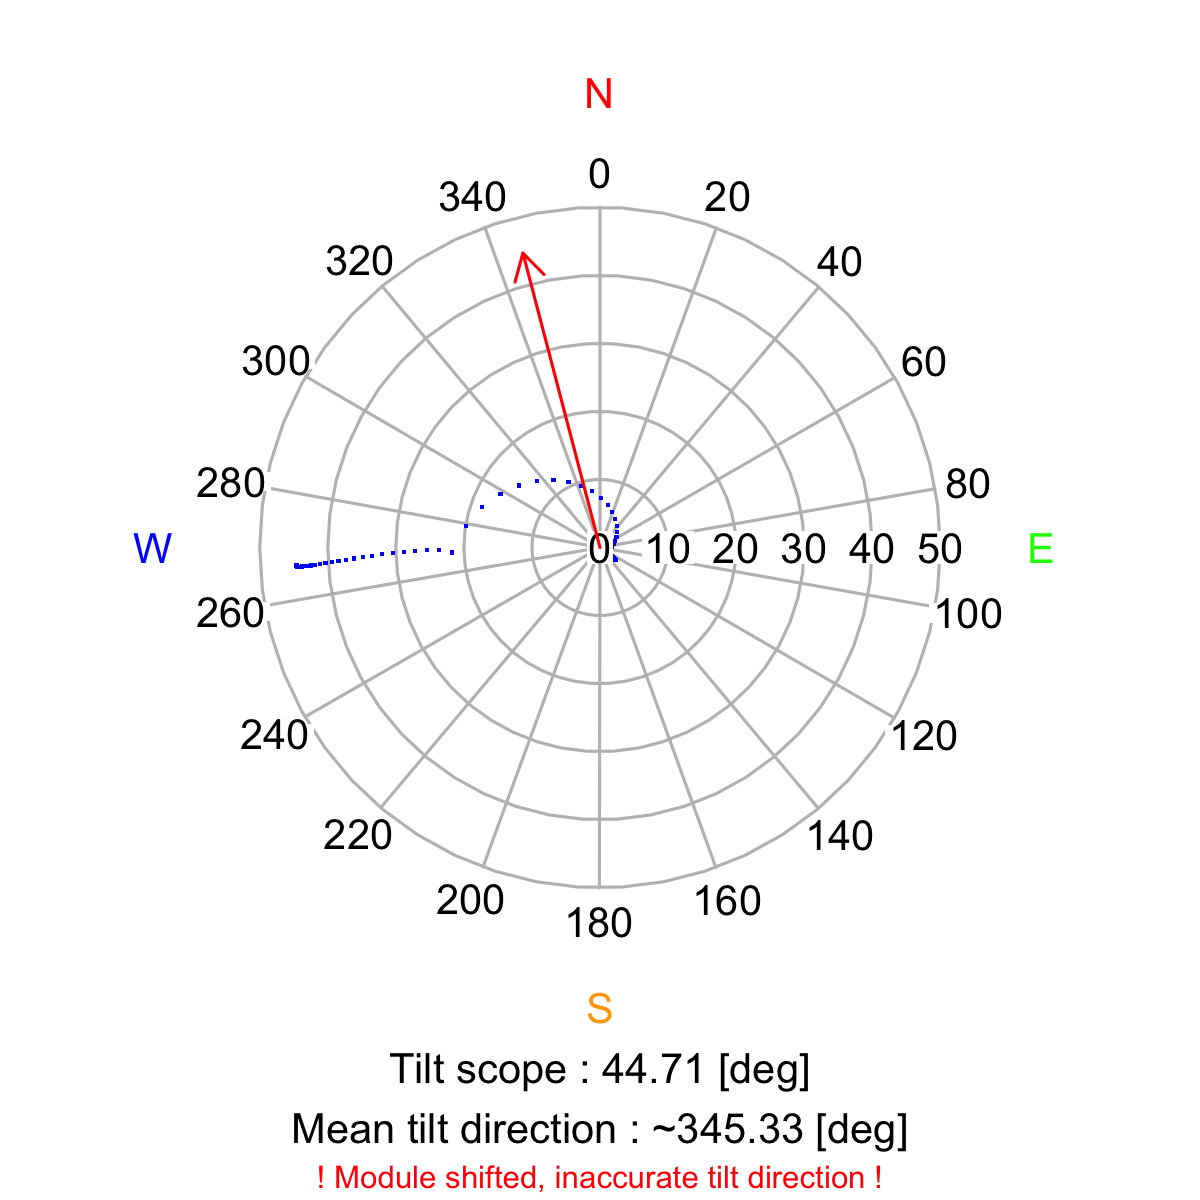 N
0
340 20
320 40
300 60
280 80
W 0 10 20 30 40 50 E
260 100
240 120
220 140
200 160
180
S
Tilt scope : 44.71 [deg]
Mean tilt direction : ~345.33 [deg]
! Module shifted, inaccurate tilt direction !